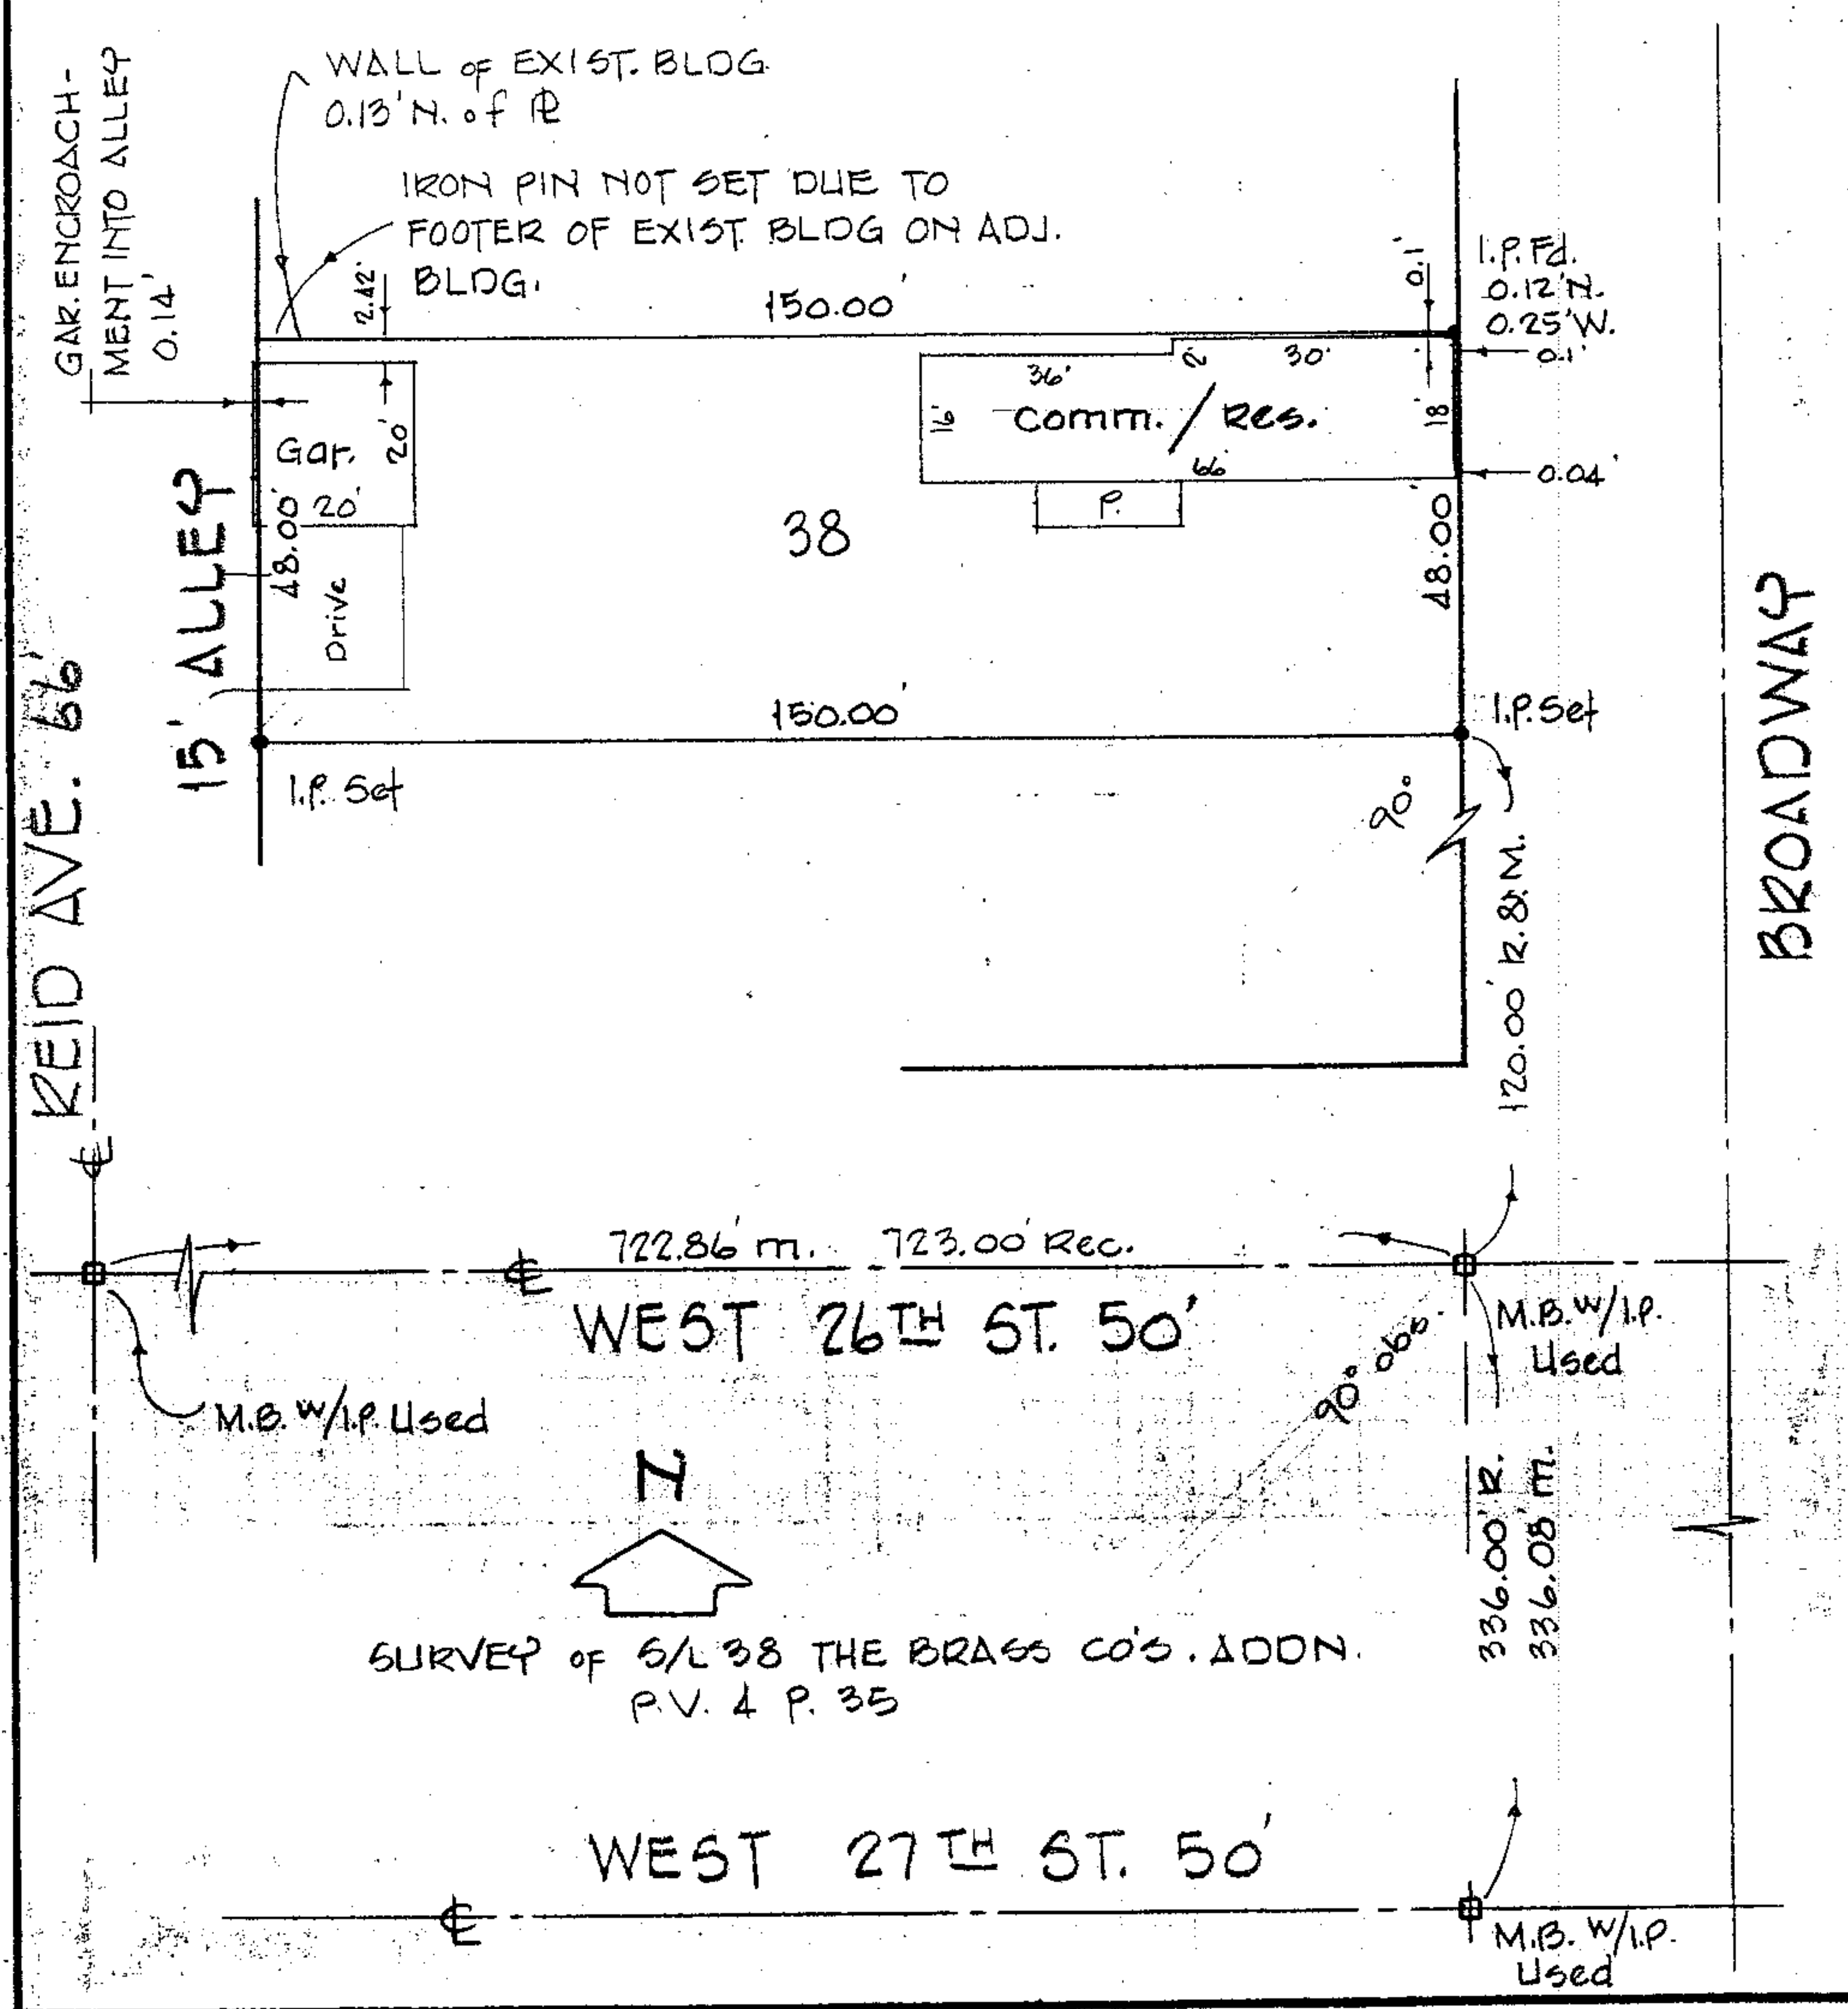 GAR. ENCROACH-
MENT INTO ALLEY
0.14'
WALL OF EXIST. BLDG.
0.13' N. of PL
IRON PIN NOT SET DUE TO
FOOTER OF EXIST. BLDG ON ADJ.
BLDG.
2.42'
150.00'
0.1'
I.P. Fd.
0.12' N.
0.25' W.
0.1'
36'
2'
30'
16'
Comm. / Res.
18'
66'
0.04'
P.
Gar.
20'
20'
48.00'
Drive
38
48.00'
15' ALLEY
REID AVE. 66'
BROADWAY
150.00'
I.P. Set
I.P. Set
90°
120.00' R. & M.
722.86' m. 723.00' Rec.
WEST 26TH ST. 50'
M.B. W/I.P.
Used
M.B. W/I.P. Used
N
336.00' R.
336.08' m.
SURVEY OF S/L 38 THE BRASS CO'S. ADDN.
P.V. 4 P. 35
WEST 27TH ST. 50'
M.B. W/I.P.
Used